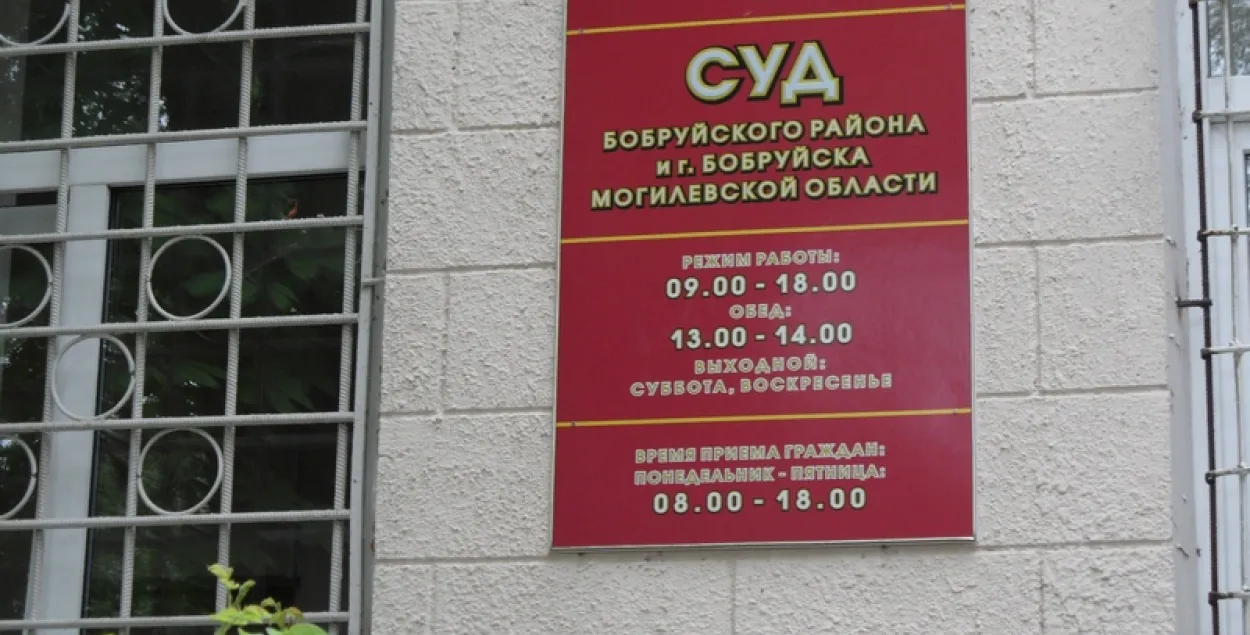 СУД
БОБРУЙСКОГО РАЙОНА
И Г. БОБРУЙСКА
МОГИЛЕВСКОЙ ОБЛАСТИ
РЕЖИМ РАБОТЫ:
09.00 - 18.00
ОБЕД:
13.00 - 14.00
ВЫХОДНОЙ:
СУББОТА, ВОСКРЕСЕНЬЕ
ВРЕМЯ ПРИЕМА ГРАЖДАН:
ПОНЕДЕЛЬНИК - ПЯТНИЦА:
08.00 - 18.00